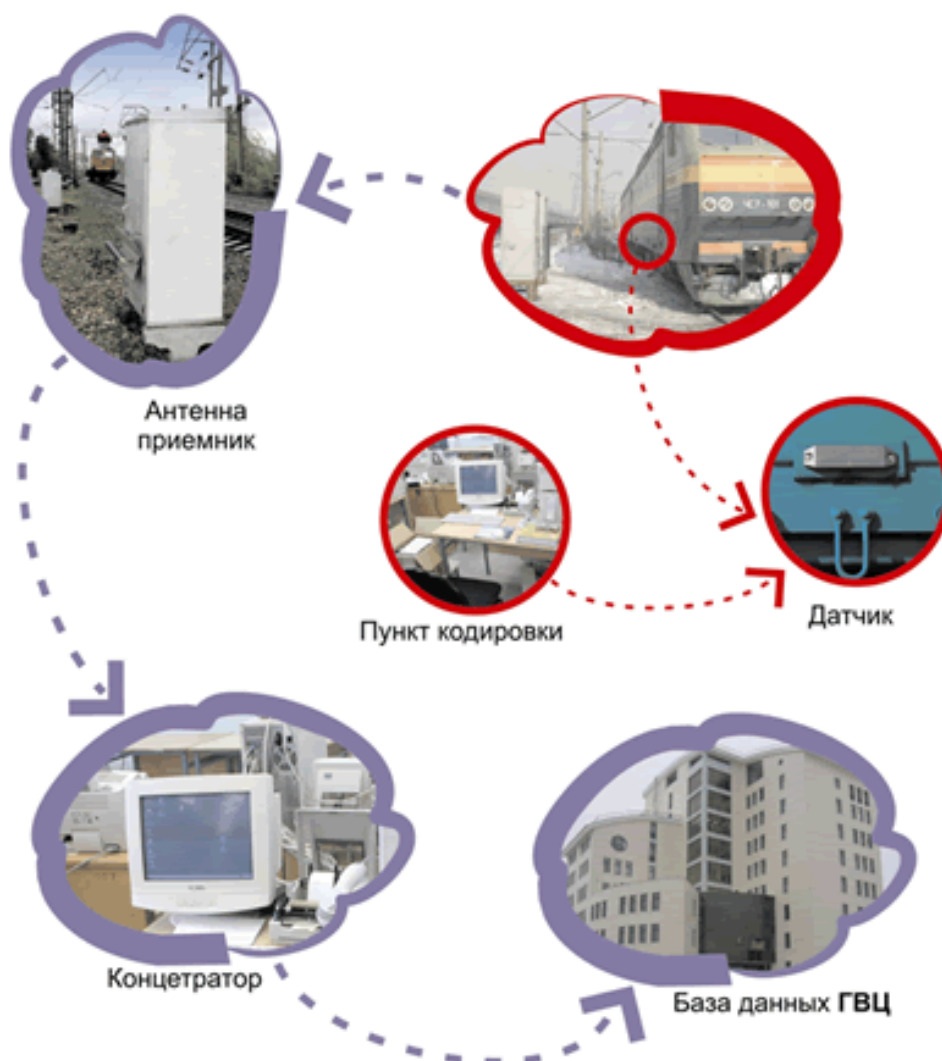 Антенна
приемник
Пункт кодировки
Датчик
Концетратор
База данных ГВЦ